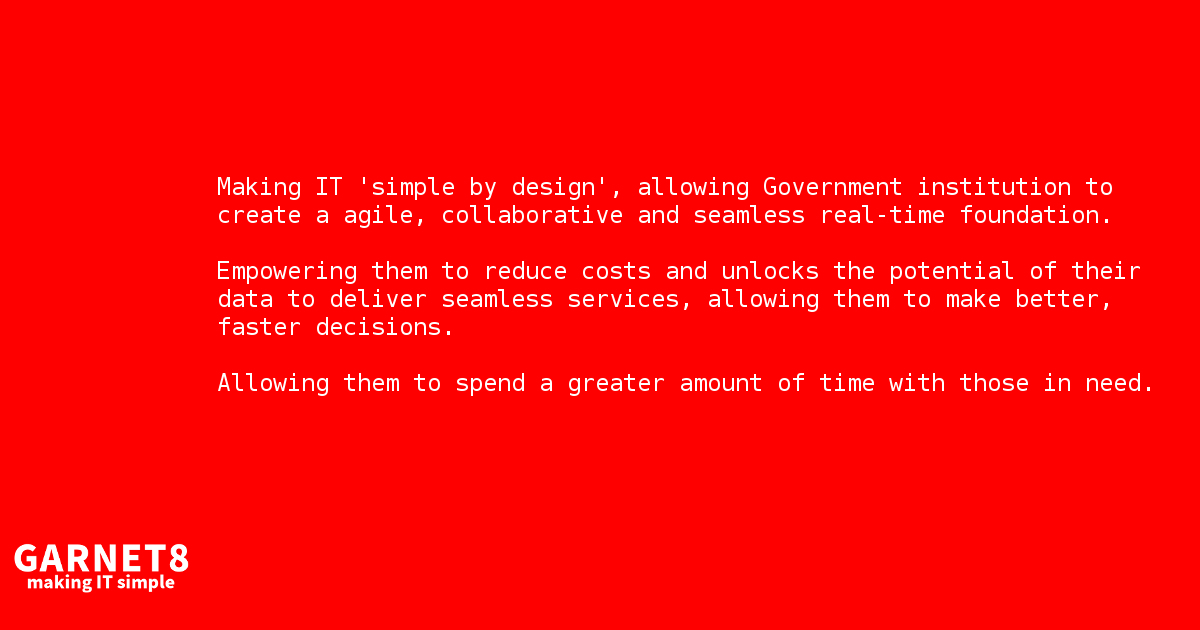 Making IT 'simple by design', allowing Government institution to
create a agile, collaborative and seamless real-time foundation.
Empowering them to reduce costs and unlocks the potential of their
data to deliver seamless services, allowing them to make better,
faster decisions.
Allowing them to spend a greater amount of time with those in need.
GARNET8
making IT simple